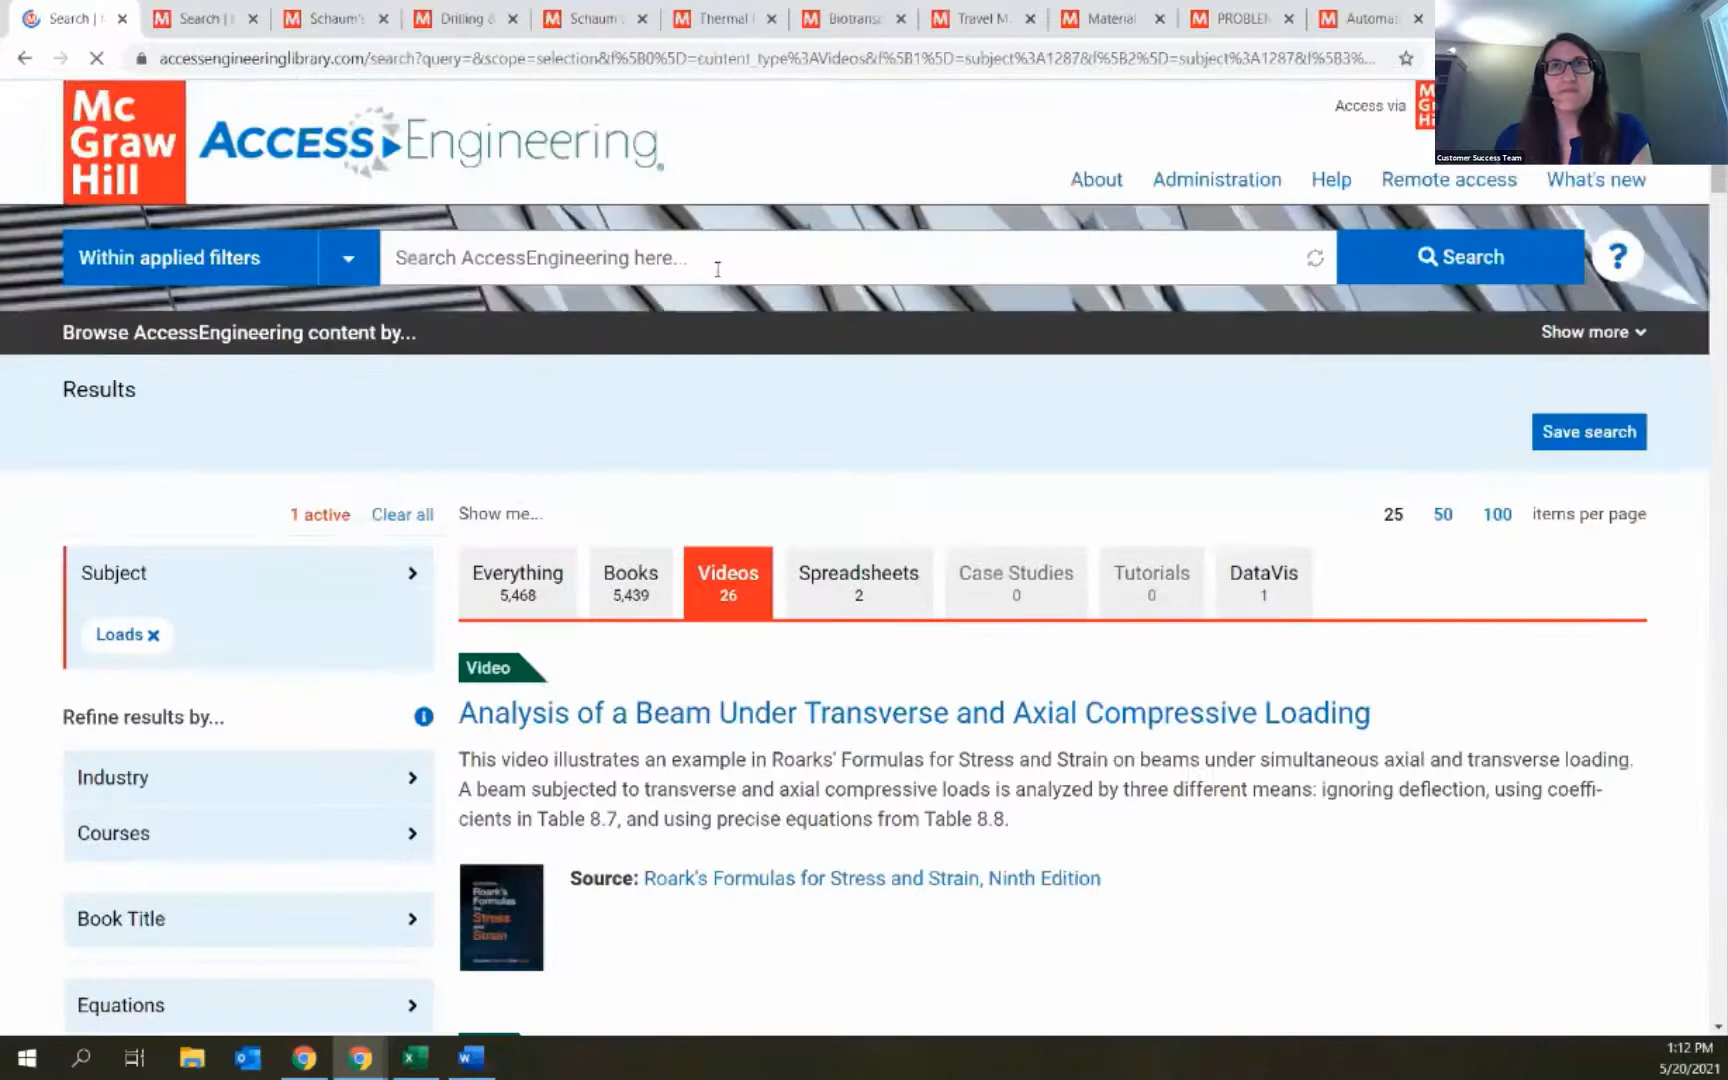 Search |
Search |
Schaum's
Drilling &
Schaum
Thermal
Biotrans
Travel M
Material
PROBLEM
Automat
accessengineeringlibrary.com/search?query=&scope=selection&f%5B0%5D=content_type%3AVideos&f%5B1%5D=subject%3A1287&f%5B2%5D=subject%3A1287&f%5B3%...
Customer Success Team
Mc
Graw
Hill
ACCESS Engineering
Access via
About Administration Help Remote access What's new
Within applied filters
Search AccessEngineering here...
Search
?
Browse AccessEngineering content by...
Show more
Results
Save search
1 active Clear all
Show me...
25 50 100 items per page
Subject
Loads
Everything
5,468
Books
5,439
Videos
26
Spreadsheets
2
Case Studies
0
Tutorials
0
DataVis
1
Refine results by...
Industry
Courses
Book Title
Equations
Video
Analysis of a Beam Under Transverse and Axial Compressive Loading
This video illustrates an example in Roarks' Formulas for Stress and Strain on beams under simultaneous axial and transverse loading.
A beam subjected to transverse and axial compressive loads is analyzed by three different means: ignoring deflection, using coeffi-
cients in Table 8.7, and using precise equations from Table 8.8.
Roark's
Formulas
Stress
Strain
Source: Roark's Formulas for Stress and Strain, Ninth Edition
1:12 PM
5/20/2021